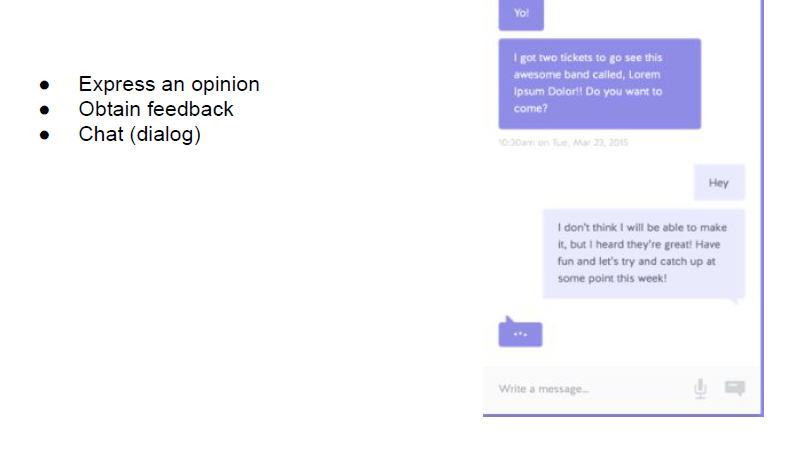 ● Express an opinion
● Obtain feedback
● Chat (dialog)
Yo!
I got two tickets to go see this
awesome band called, Lorem
Ipsum Dolor!! Do you want to
come?
10:30am on Tue, Mar 23, 2015
Hey
I don't think I will be able to make
it, but I heard they're great! Have
fun and let's try and catch up at
some point this week!
Write a message...